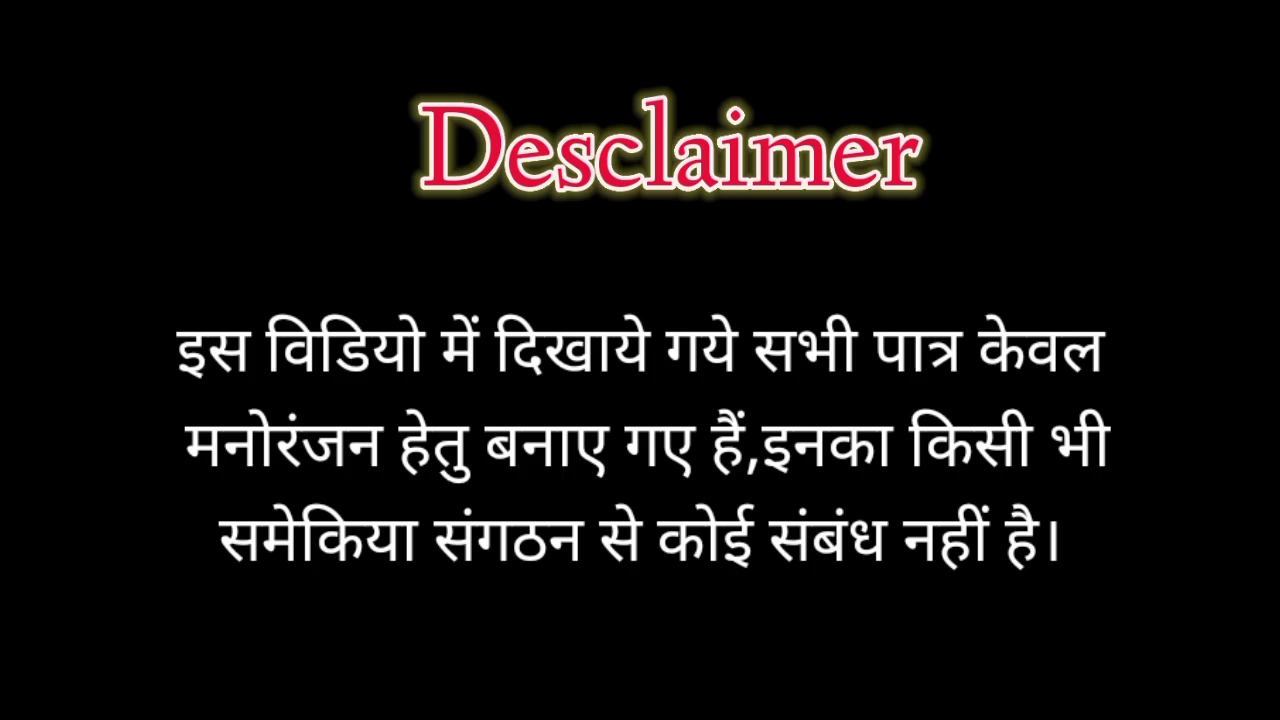 Desclaimer
इस विडियो में दिखाये गये सभी पात्र केवल
मनोरंजन हेतु बनाए गए हैं,इनका किसी भी
समेकिया संगठन से कोई संबंध नहीं है।